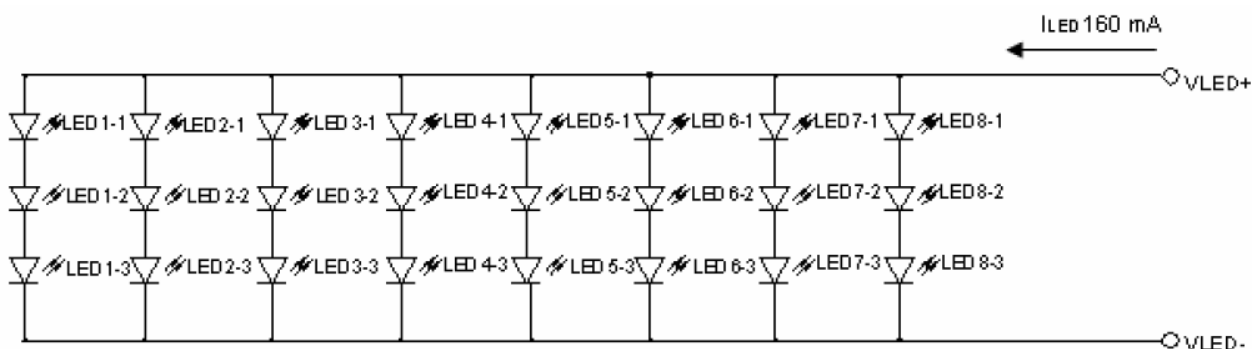 ILED 160 mA
VLED+
LED 1-1 LED 2-1 LED 3-1 LED 4-1 LED 5-1 LED 6-1 LED 7-1 LED 8-1
LED 1-2 LED 2-2 LED 3-2 LED 4-2 LED 5-2 LED 6-2 LED 7-2 LED 8-2
LED 1-3 LED 2-3 LED 3-3 LED 4-3 LED 5-3 LED 6-3 LED 7-3 LED 8-3
VLED-